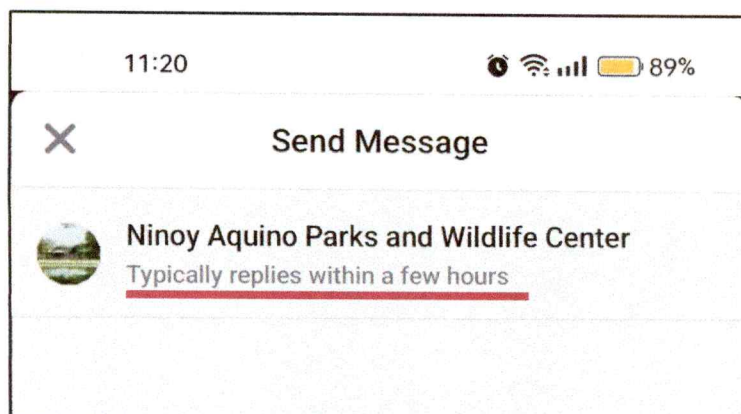 11:20 89%
Send Message
Ninoy Aquino Parks and Wildlife Center
Typically replies within a few hours